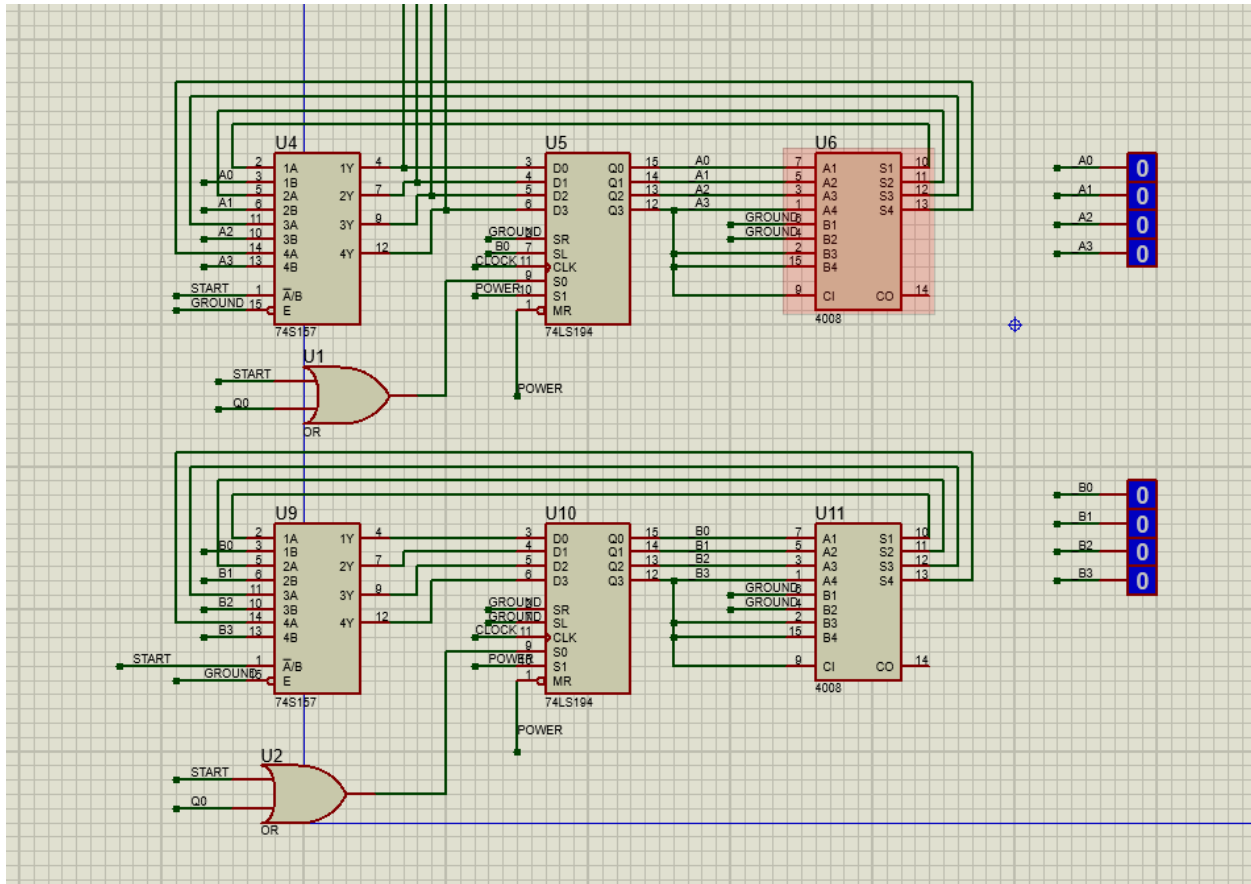 U4 U5 U6
2 1A 1Y 4 3 D0 Q0 15 A0 7 A1 S1 10 A0 0
A0 3 1B 4 D1 Q1 14 A1 5 A2 S2 11
5 2A 2Y 7 5 D2 Q2 13 A2 3 A3 S3 12 A1 0
A1 6 2B 6 D3 Q3 12 A3 1 A4 S4 13
11 3A 3Y 9 GROUND B1 A2 0
A2 10 3B GROUND SR GROUND B2
14 4A 4Y 12 B0 7 SL 2 B3 A3 0
A3 13 4B CLOCK 11 CLK 15 B4
9 S0
START 1 A/B POWER 10 S1 9 CI CO 14
GROUND 15 E 1 MR
74S157 74LS194 4008
U1
START
POWER
Q0
OR
U9 U10 U11
2 1A 1Y 4 3 D0 Q0 15 B0 7 A1 S1 10 B0 0
B0 3 1B 4 D1 Q1 14 B1 5 A2 S2 11 B1 0
5 2A 2Y 7 5 D2 Q2 13 B2 3 A3 S3 12 B2 0
B1 6 2B 6 D3 Q3 12 B3 1 A4 S4 13 B3 0
11 3A 3Y 9 GROUND B1
B2 10 3B GROUND SR GROUND B2
14 4A 4Y 12 GROUND SL 2 B3
B3 13 4B CLOCK 11 CLK 15 B4
9 S0
START 1 A/B POWER S1 9 CI CO 14
GROUND E 1 MR
74S157 74LS194 4008
POWER
U2
START
Q0
OR